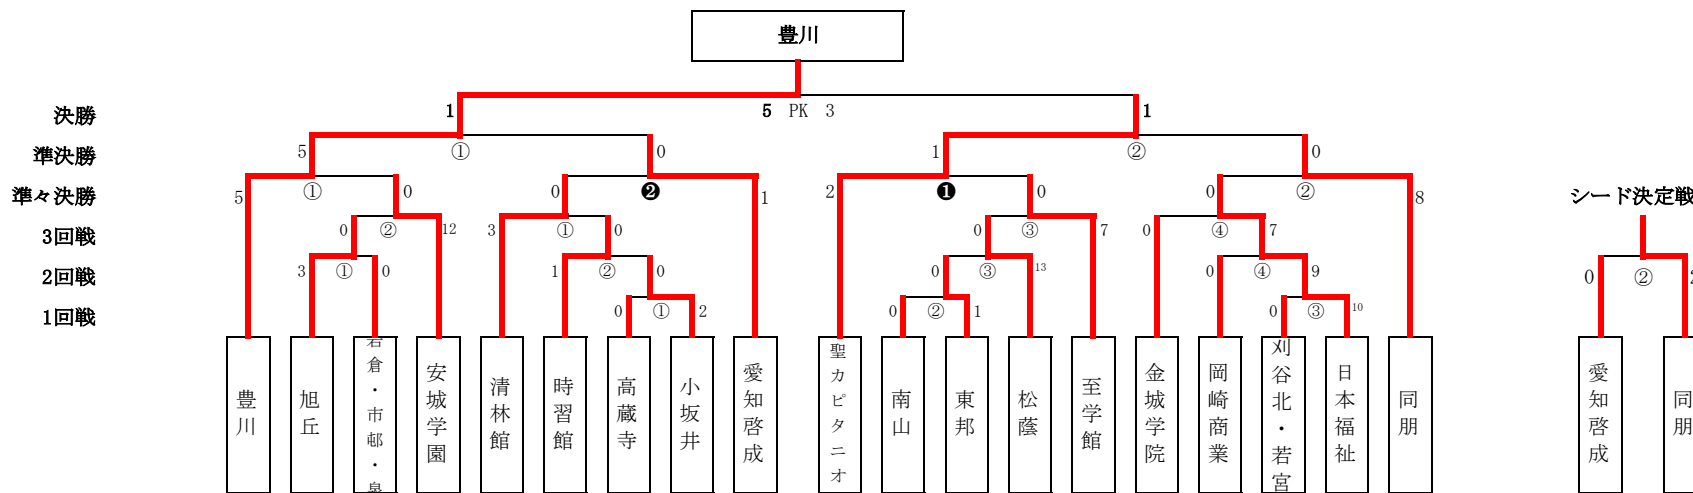 豊川
決勝
1
5 PK 3
1
準決勝
5
①
0
1
②
0
準々決勝
5
①
0
0
❷
1
2
❶
0
0
②
8
シード決定戦
3回戦
0
②
12
3
①
0
0
③
7
0
④
7
2回戦
3
①
0
1
②
0
0
③
13
0
④
9
0
②
1回戦
0
①
2
0
②
1
0
③
10
豊川
旭丘
岩倉・市邨・泉
安城学園
清林館
時習館
高蔵寺
小坂井
愛知啓成
聖カピタニオ
南山
東邦
松蔭
至学館
金城学院
岡崎商業
刈谷北・若宮
日本福祉
同朋
愛知啓成
同朋